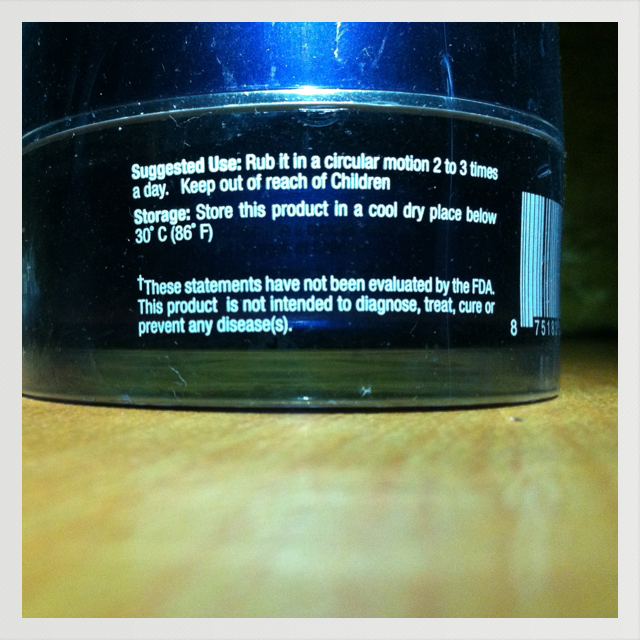 Suggested Use: Rub it in a circular motion 2 to 3 times
a day. Keep out of reach of Children
Storage: Store this product in a cool dry place below
30° C (86° F)
†These statements have not been evaluated by the FDA.
This product is not intended to diagnose, treat, cure or
prevent any disease(s).
8